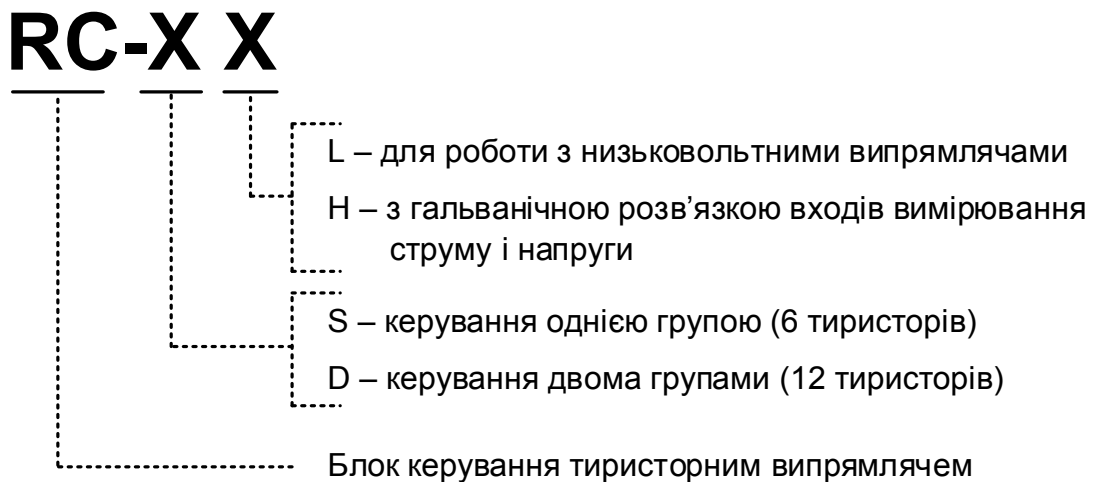 RC-X X
L – для роботи з низьковольтними випрямлячами
H – з гальванічною розв'язкою входів вимірювання
струму і напруги
S – керування однією групою (6 тиристорів)
D – керування двома групами (12 тиристорів)
Блок керування тиристорним випрямлячем